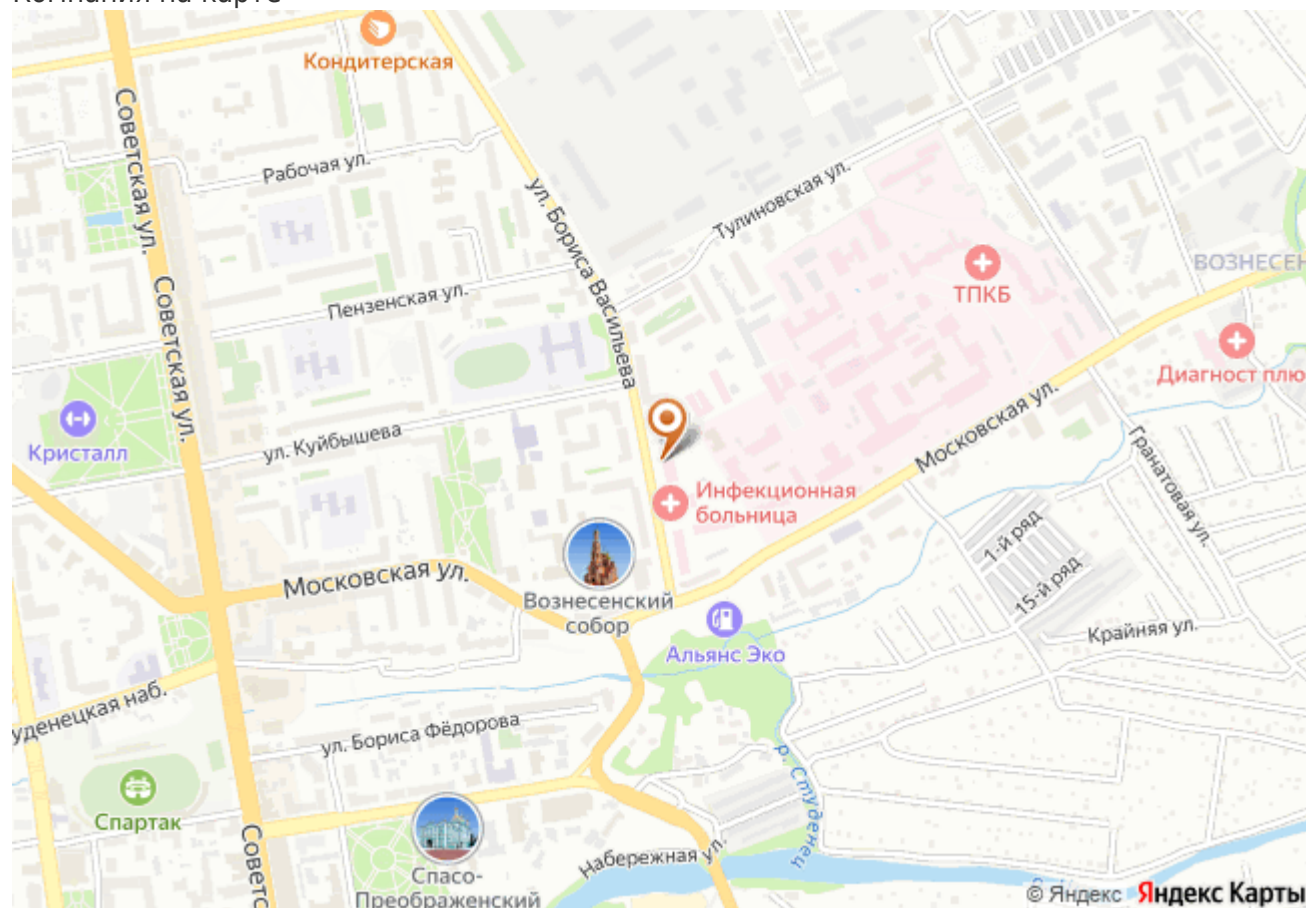 Кондитерская
Советская ул.
Рабочая ул.
ул. Бориса Васильева
Тулиновская ул.
ТПКБ
ВОЗНЕСЕН
Советская ул.
Пензенская ул.
Диагност плю
Кристалл
ул. Куйбышева
Московская ул.
Гранатовая ул.
Инфекционная
больница
1-й ряд
15-й ряд
Московская ул.
Вознесенский
собор
Альянс Эко
Крайняя ул.
уденецкая наб.
ул. Бориса Фёдорова
р. Студенец
Спартак
Советс
Набережная ул.
Спасо-
Преображенский
© Яндекс Яндекс Карты